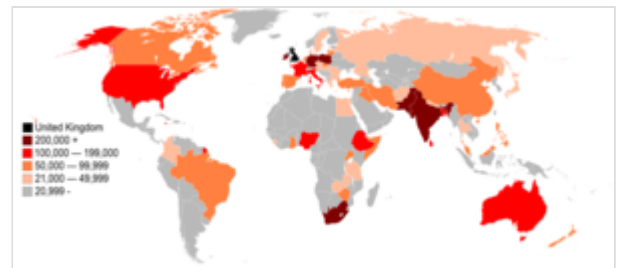 United Kingdom
200,000 +
100,000 — 199,000
50,000 — 99,999
21,000 — 49,999
20,999 -